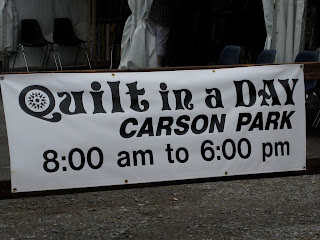 Quilt in a DAY
CARSON PARK
8:00 am to 6:00 pm